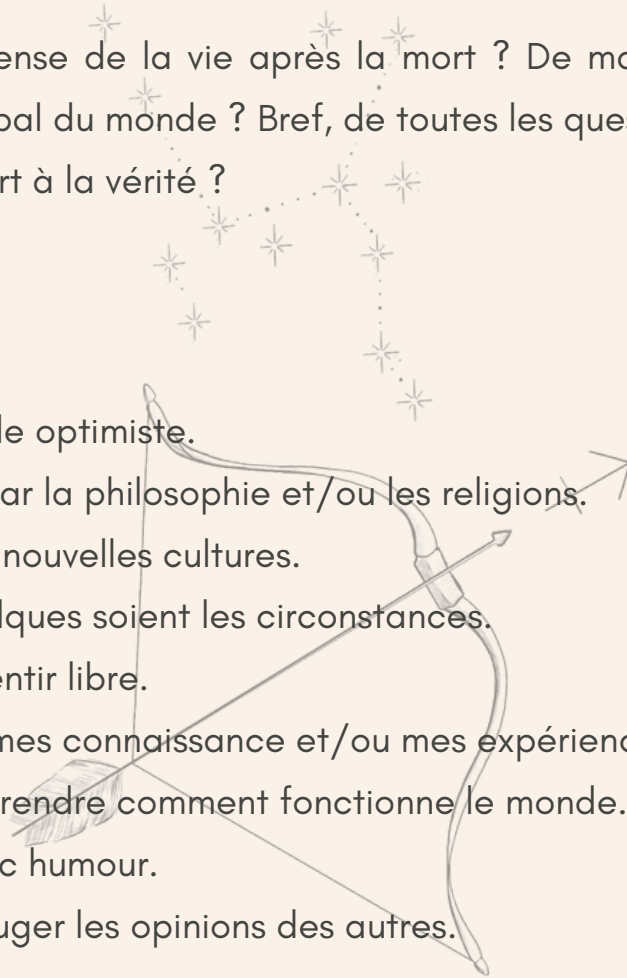 ense de la vie après la mort ? De mo
pal du monde ? Bref, de toutes les ques
rt à la vérité ?
le optimiste.
ar la philosophie et/ou les religions.
nouvelles cultures.
lques soient les circonstances.
entir libre.
mes connaissance et/ou mes expérienc
rendre comment fonctionne le monde.
c humour.
uger les opinions des autres.